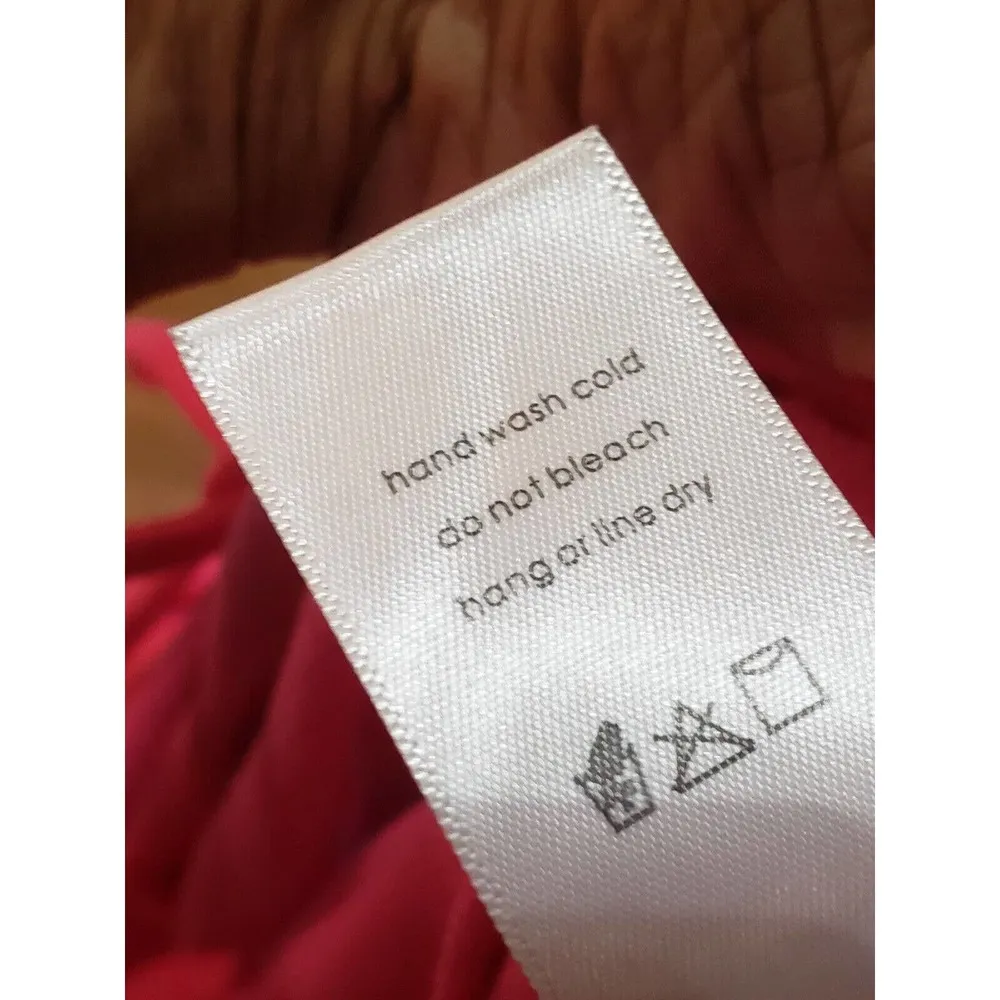 hand wash cold
do not bleach
hang or line dry